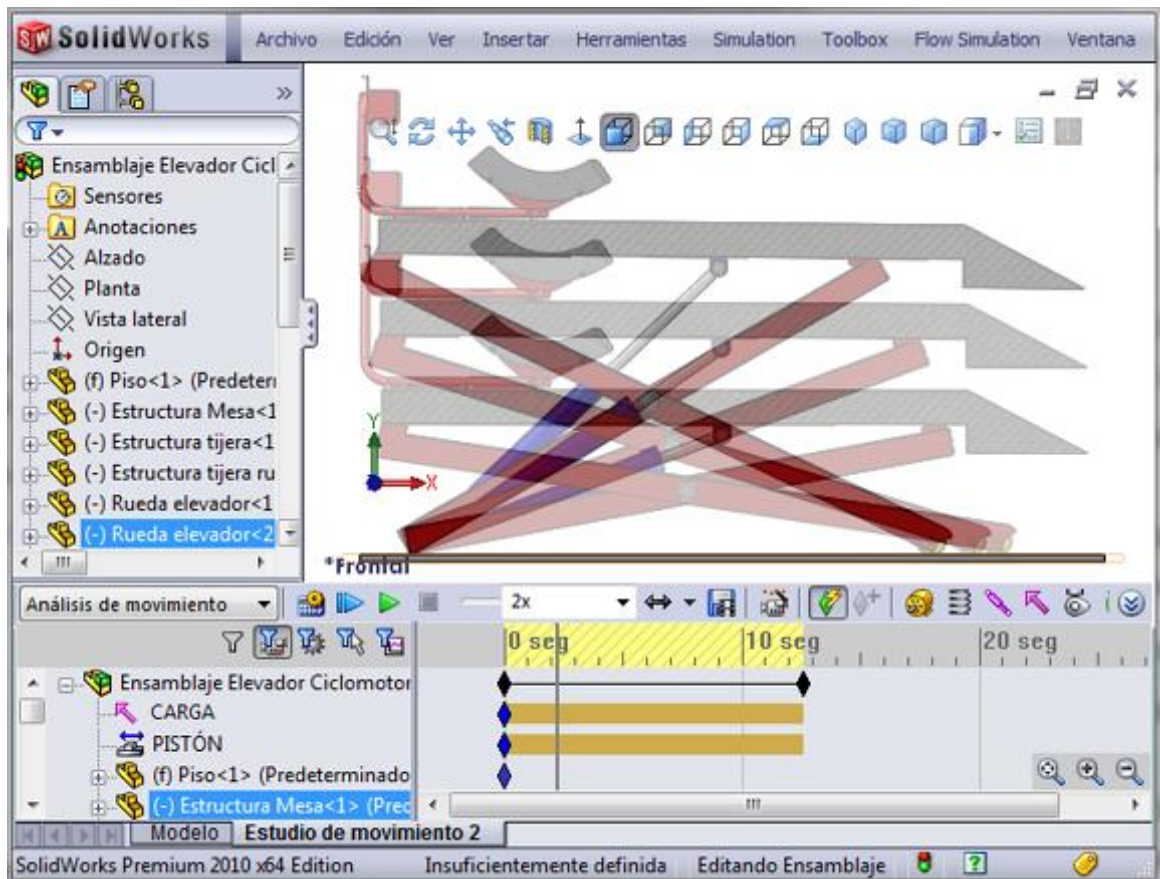 SolidWorks Archivo Edición Ver Insertar Herramientas Simulation Toolbox Flow Simulation Ventana
Ensamblaje Elevador Cicl
Sensores
Anotaciones
Alzado
Planta
Vista lateral
Origen
(f) Piso<1> (Predeter
(-) Estructura Mesa<1
(-) Estructura tijera<1
(-) Estructura tijera ru
(-) Rueda elevador<1
(-) Rueda elevador<2
Y
X
*Frontal
Análisis de movimiento 2x
0 seg 10 seg 20 seg
Ensamblaje Elevador Ciclomotor
CARGA
PISTÓN
(f) Piso<1> (Predeterminado
(-) Estructura Mesa<1> (Pred
Modelo Estudio de movimiento 2
SolidWorks Premium 2010 x64 Edition Insuficientemente definida Editando Ensamblaje